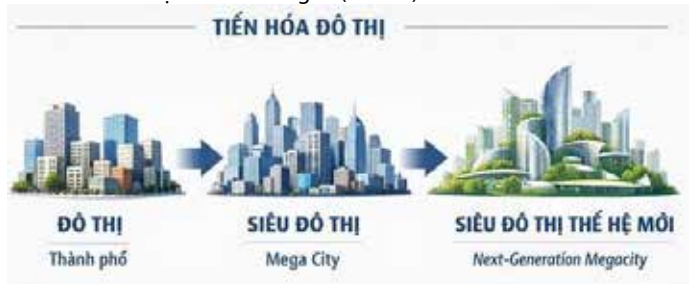 TIẾN HÓA ĐÔ THỊ
ĐÔ THỊ
Thành phố
SIÊU ĐÔ THỊ
Mega City
SIÊU ĐÔ THỊ THẾ HỆ MỚI
Next-Generation Megacity